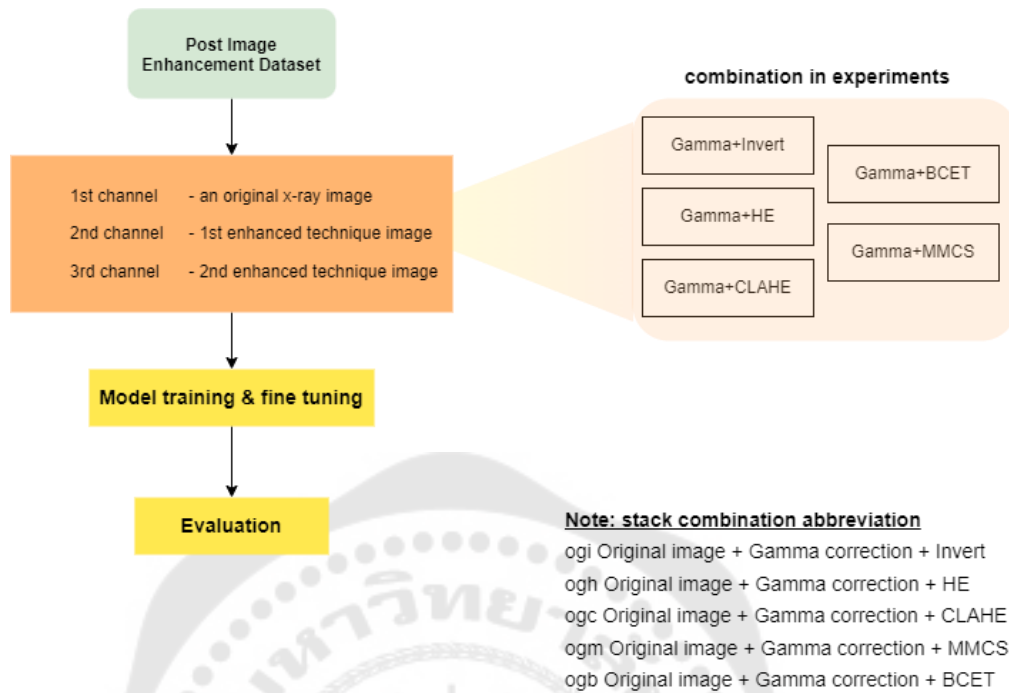 Post Image
Enhancement Dataset
1st channel - an original x-ray image
2nd channel - 1st enhanced technique image
3rd channel - 2nd enhanced technique image
Model training & fine tuning
Evaluation
combination in experiments
Gamma+Invert
Gamma+HE
Gamma+CLAHE
Gamma+BCET
Gamma+MMCS
Note: stack combination abbreviation
ogi Original image + Gamma correction + Invert
ogh Original image + Gamma correction + HE
ogc Original image + Gamma correction + CLAHE
ogm Original image + Gamma correction + MMCS
ogb Original image + Gamma correction + BCET